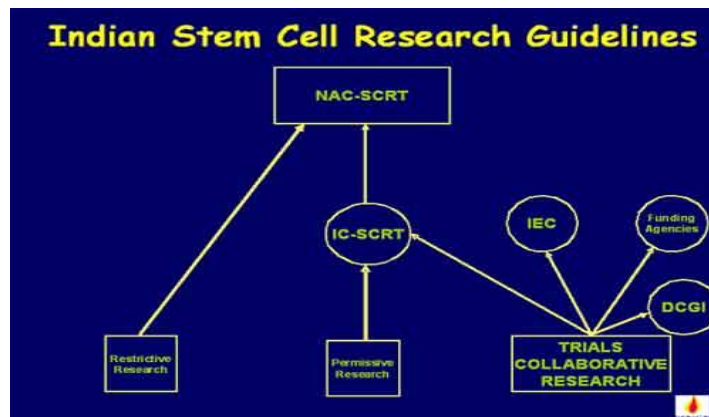 Indian Stem Cell Research Guidelines
NAC-SCRT
IC-SCRT
IEC
Funding
Agencies
DCGI
Restrictive
Research
Permissive
Research
TRIALS
COLLABORATIVE
RESEARCH